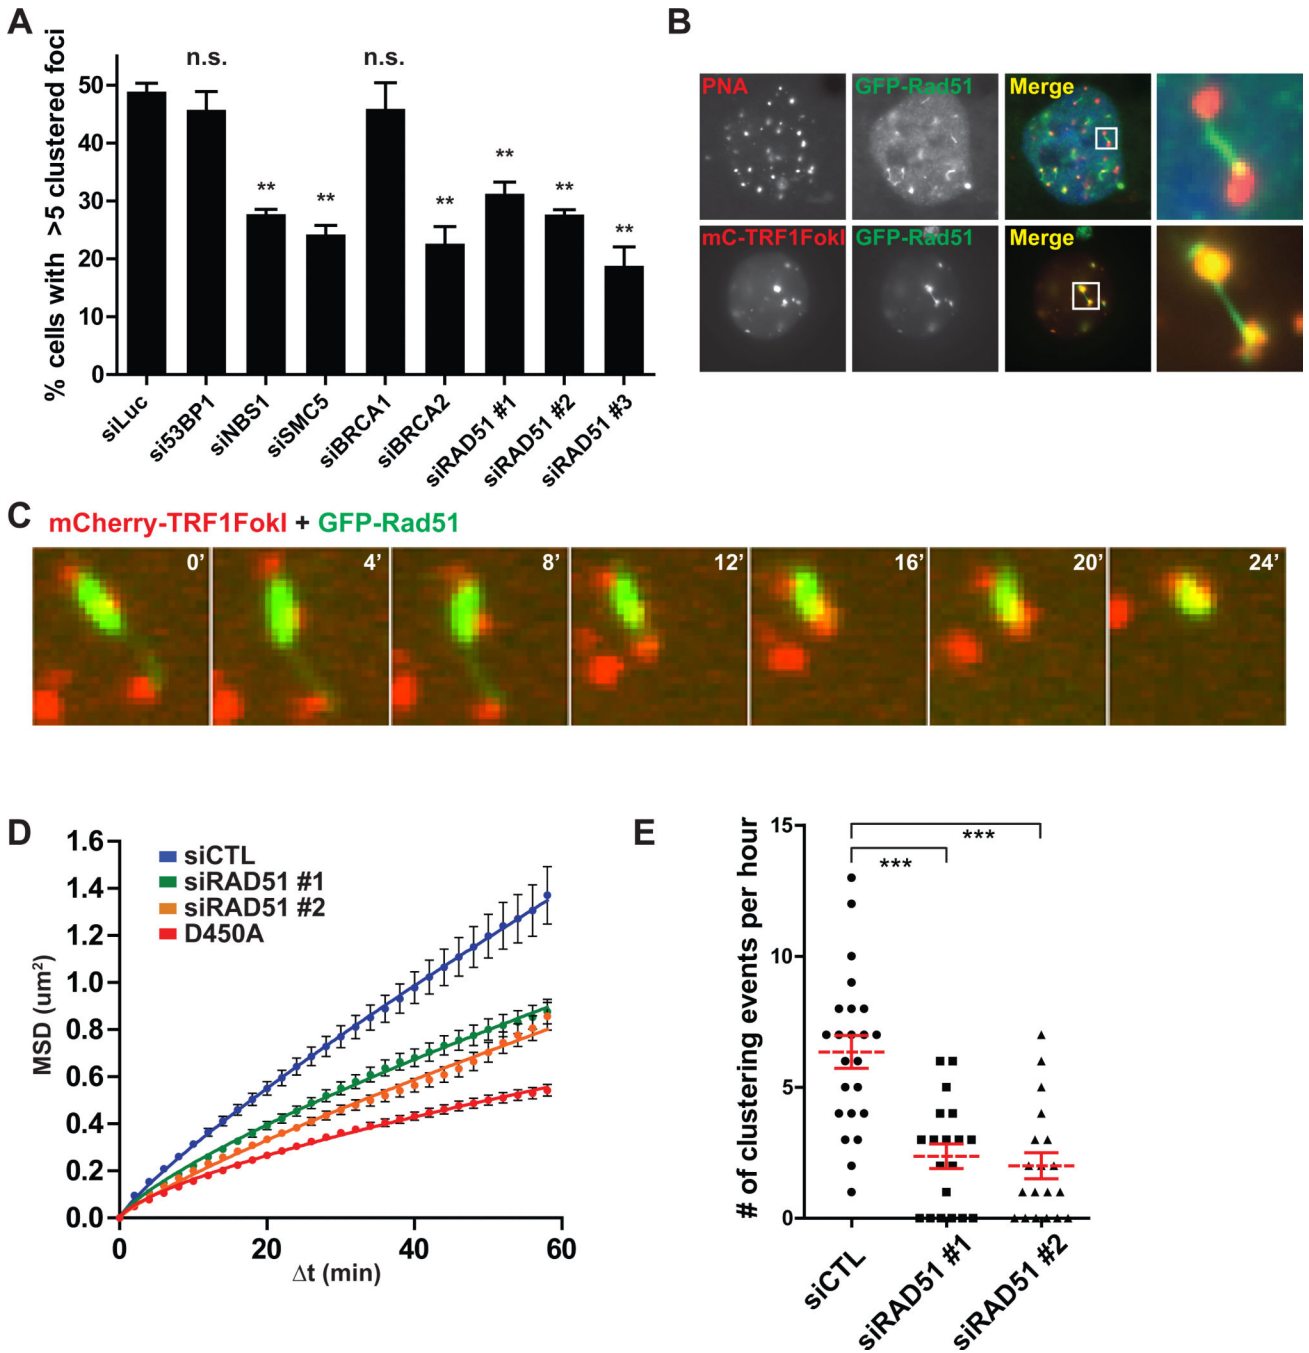 A
% cells with >5 clustered foci
50
40
30
20
10
0
n.s.
**
**
n.s.
**
**
**
**
siLuc
si53BP1
siNBS1
siSMC5
siBRCA1
siBRCA2
siRAD51 #1
siRAD51 #2
siRAD51 #3
B
PNA
GFP-Rad51
Merge
mC-TRF1FokI
GFP-Rad51
Merge
C
mCherry-TRF1FokI + GFP-Rad51
0’
4’
8’
12’
16’
20’
24’
D
MSD (um²)
1.6
1.4
1.2
1.0
0.8
0.6
0.4
0.2
0.0
siCTL
siRAD51 #1
siRAD51 #2
D450A
0
20
40
60
Δt (min)
E
# of clustering events per hour
15
10
5
0
***
***
siCTL
siRAD51 #1
siRAD51 #2